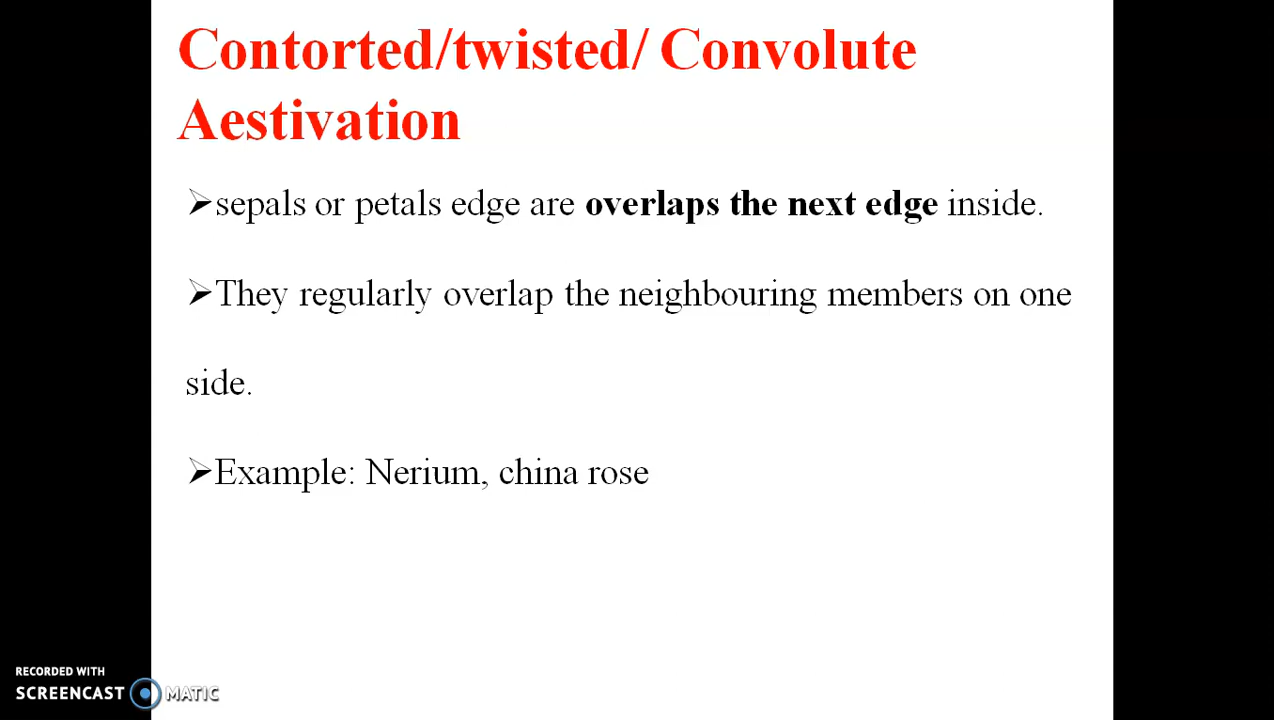 Contorted/twisted/ Convolute
Aestivation
➢sepals or petals edge are overlaps the next edge inside.
➢They regularly overlap the neighbouring members on one
side.
➢Example: Nerium, china rose
RECORDED WITH
SCREENCAST MATIC